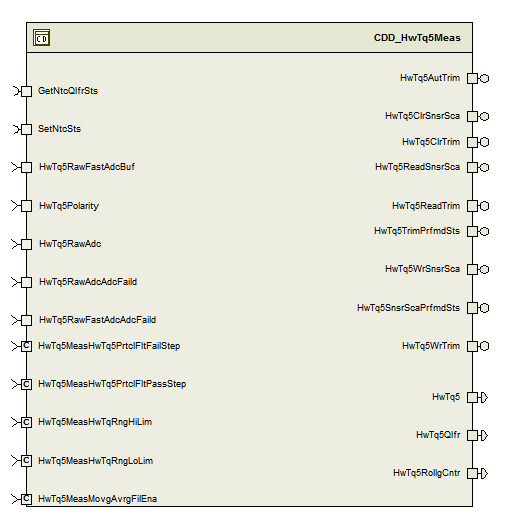 CD
CDD_HwTq5Meas
GetNtcQlfrSts
SetNtcSts
HwTq5RawFastAdcBuf
HwTq5Polarity
HwTq5RawAdc
HwTq5RawAdcAdcFaild
HwTq5RawFastAdcAdcFaild
C HwTq5MeasHwTq5PrtclFltFailStep
C HwTq5MeasHwTq5PrtclFltPassStep
C HwTq5MeasHwTqRngHiLim
C HwTq5MeasHwTqRngLoLim
C HwTq5MeasMovgAvrgFilEna
HwTq5AutTrim
HwTq5ClrSnsrSca
HwTq5ClrTrim
HwTq5ReadSnsrSca
HwTq5ReadTrim
HwTq5TrimPrfmdSts
HwTq5WrSnsrSca
HwTq5SnsrScaPrfmdSts
HwTq5WrTrim
HwTq5
HwTq5Qlfr
HwTq5RollgCntr